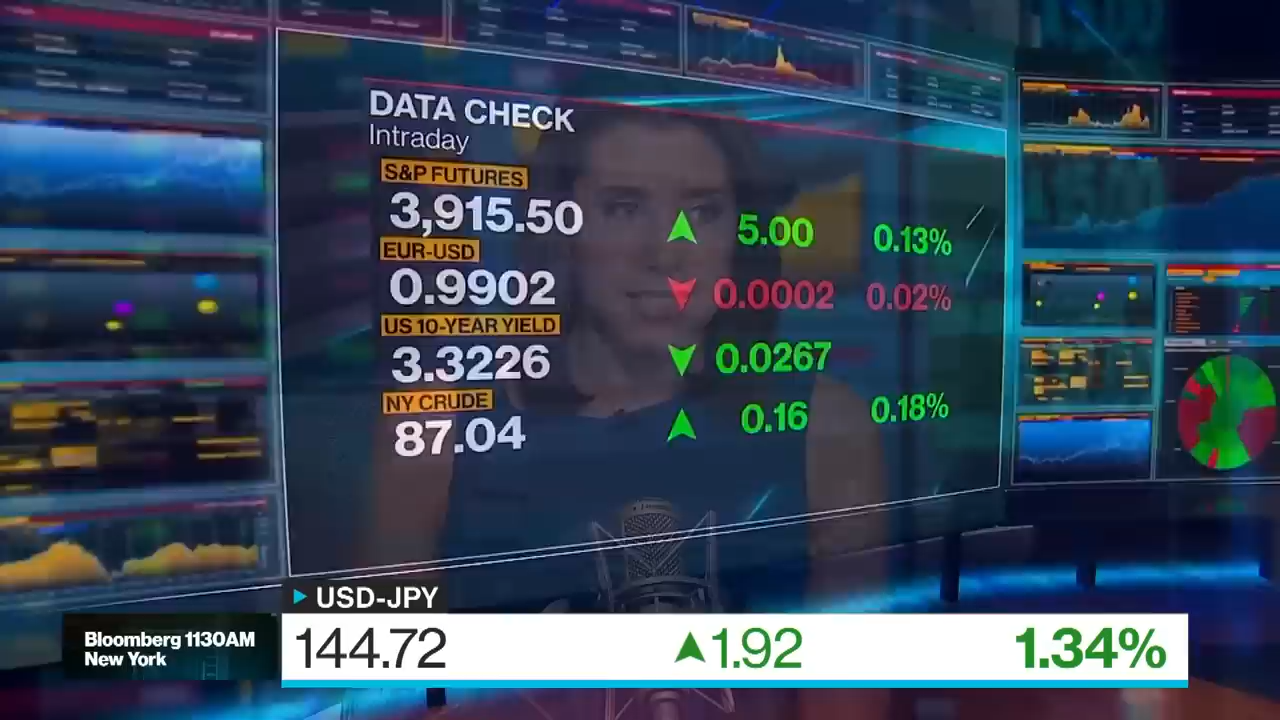 DATA CHECK
Intraday
S&P FUTURES
3,915.50 ▲ 5.00 0.13%
EUR-USD
0.9902 ▼ 0.0002 0.02%
US 10-YEAR YIELD
3.3226 ▼ 0.0267
NY CRUDE
87.04 ▲ 0.16 0.18%
USD-JPY
Bloomberg 1130AM
New York
144.72 ▲ 1.92 1.34%